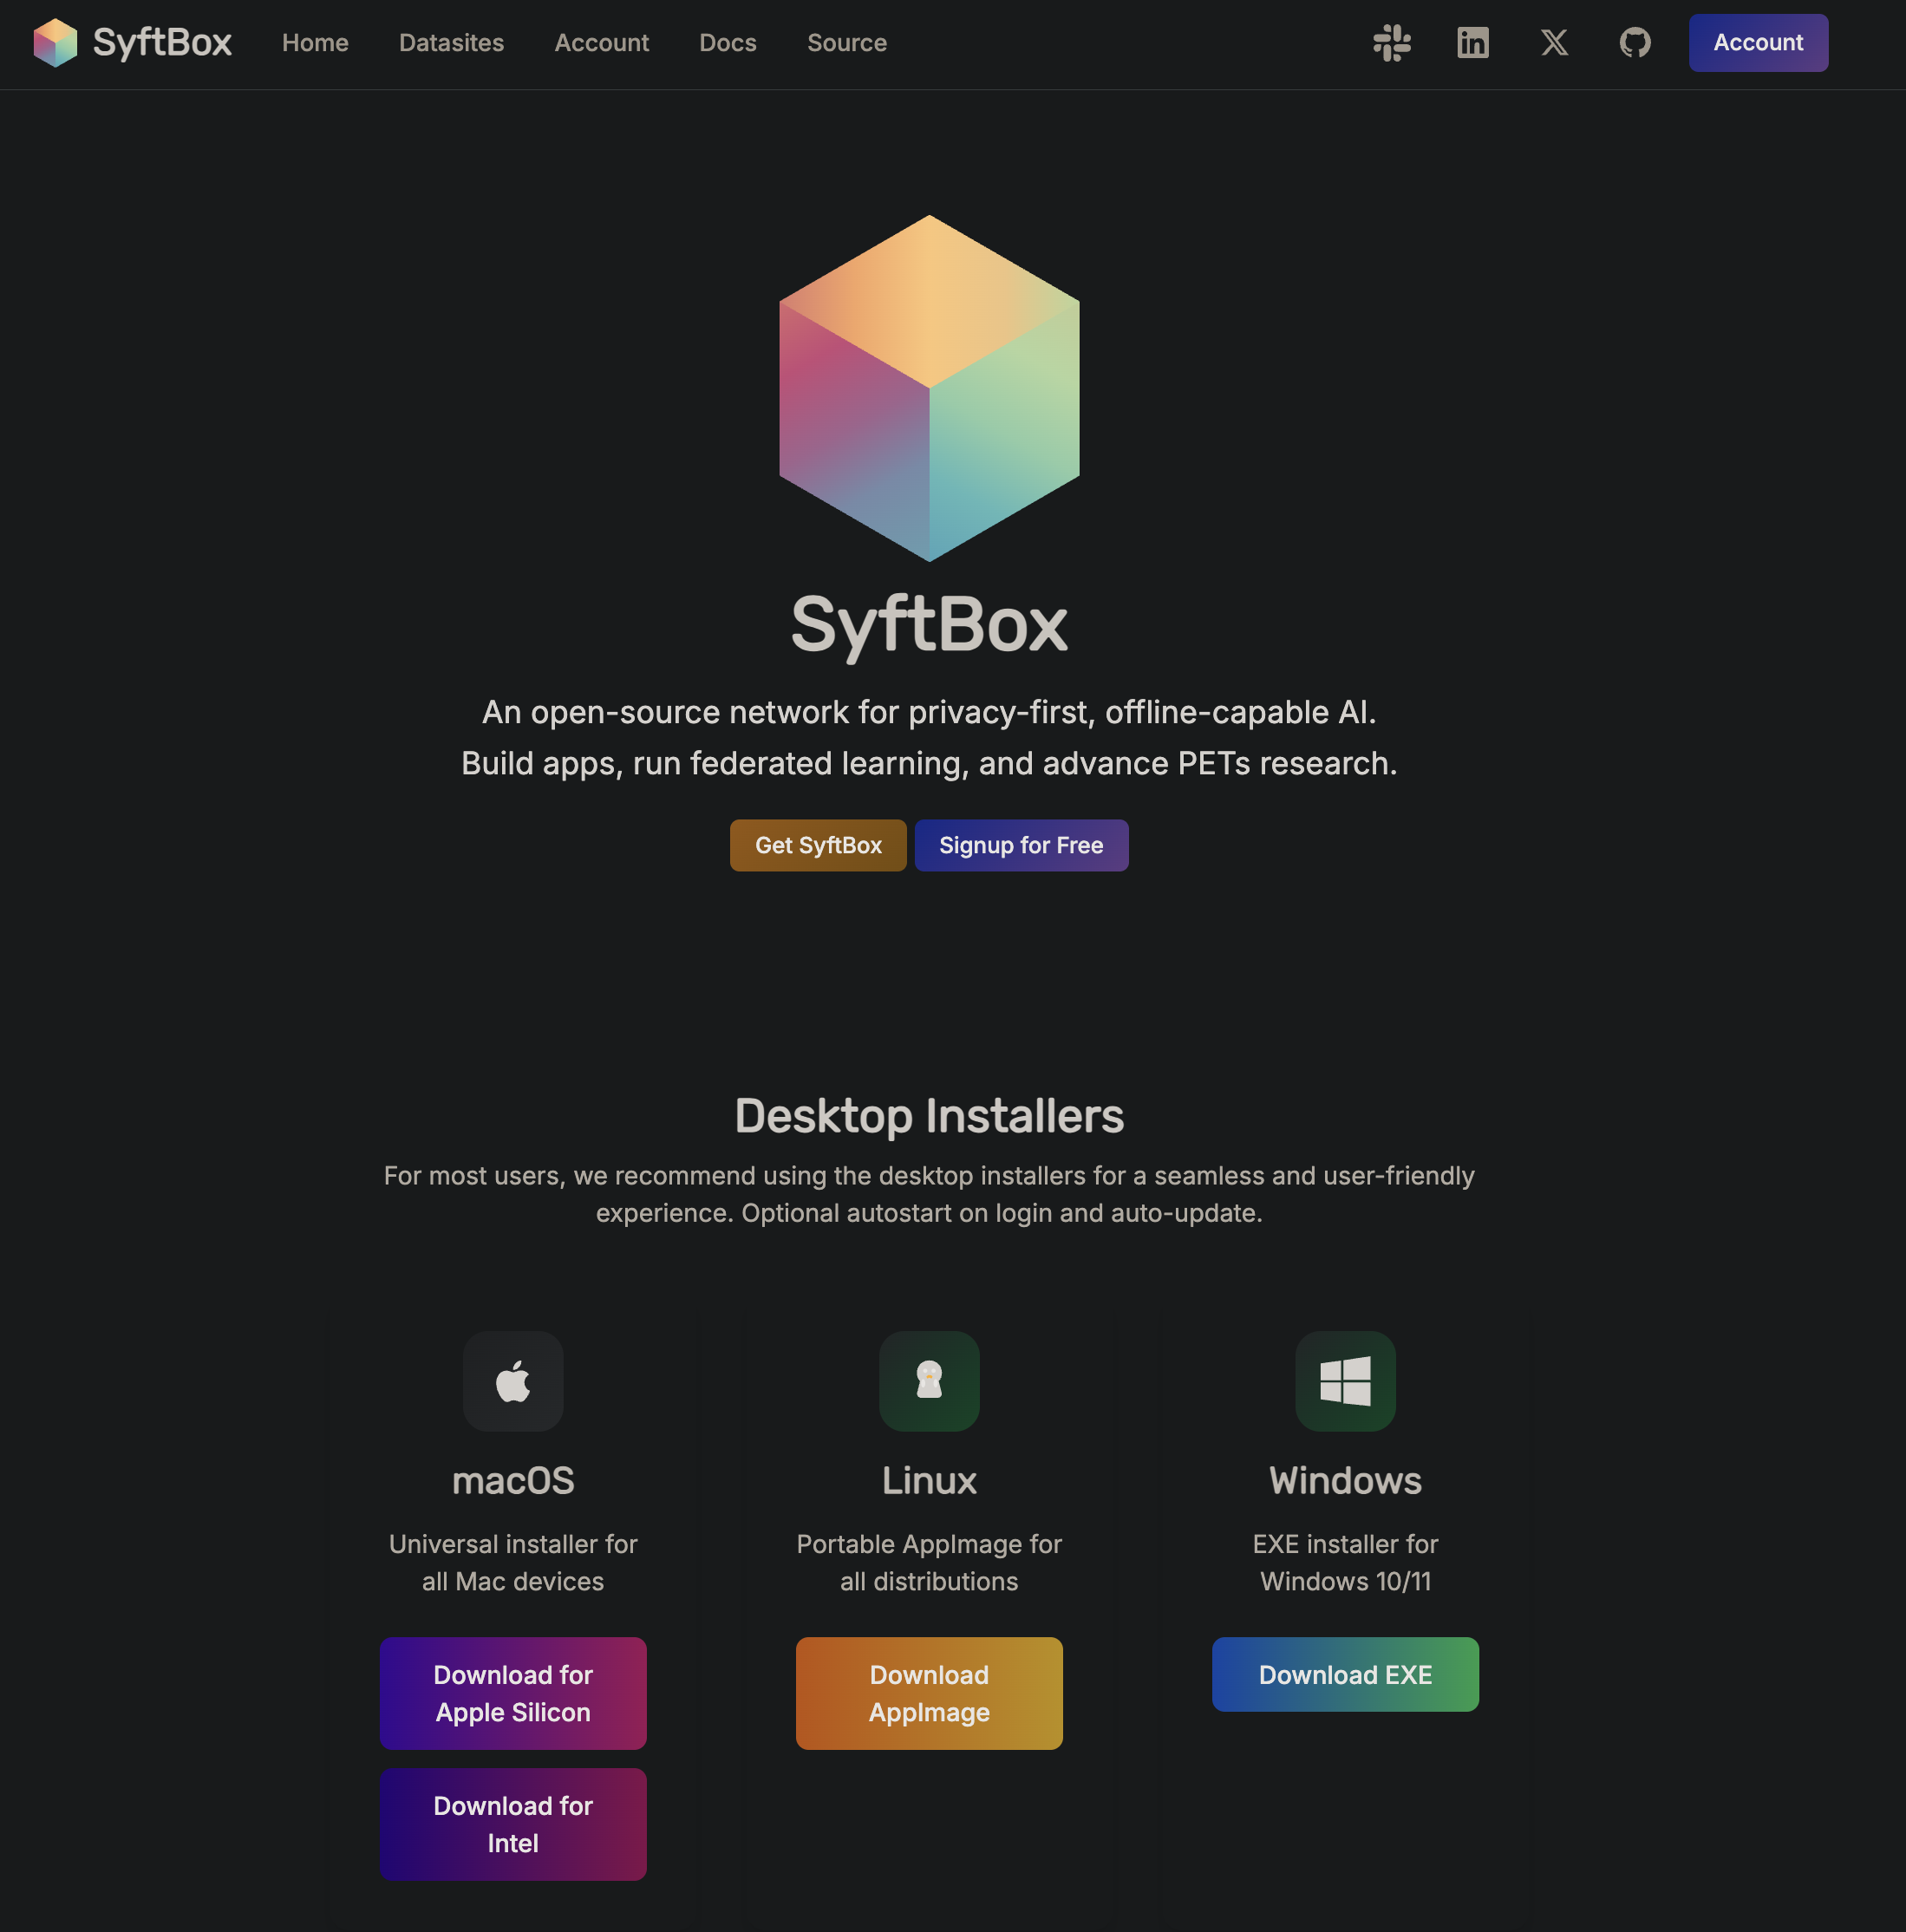 SyftBox Home Datasites Account Docs Source Account
SyftBox
An open-source network for privacy-first, offline-capable AI.
Build apps, run federated learning, and advance PETs research.
Get SyftBox Signup for Free
Desktop Installers
For most users, we recommend using the desktop installers for a seamless and user-friendly
experience. Optional autostart on login and auto-update.
macOS
Universal installer for
all Mac devices
Download for
Apple Silicon
Download for
Intel
Linux
Portable AppImage for
all distributions
Download
AppImage
Windows
EXE installer for
Windows 10/11
Download EXE